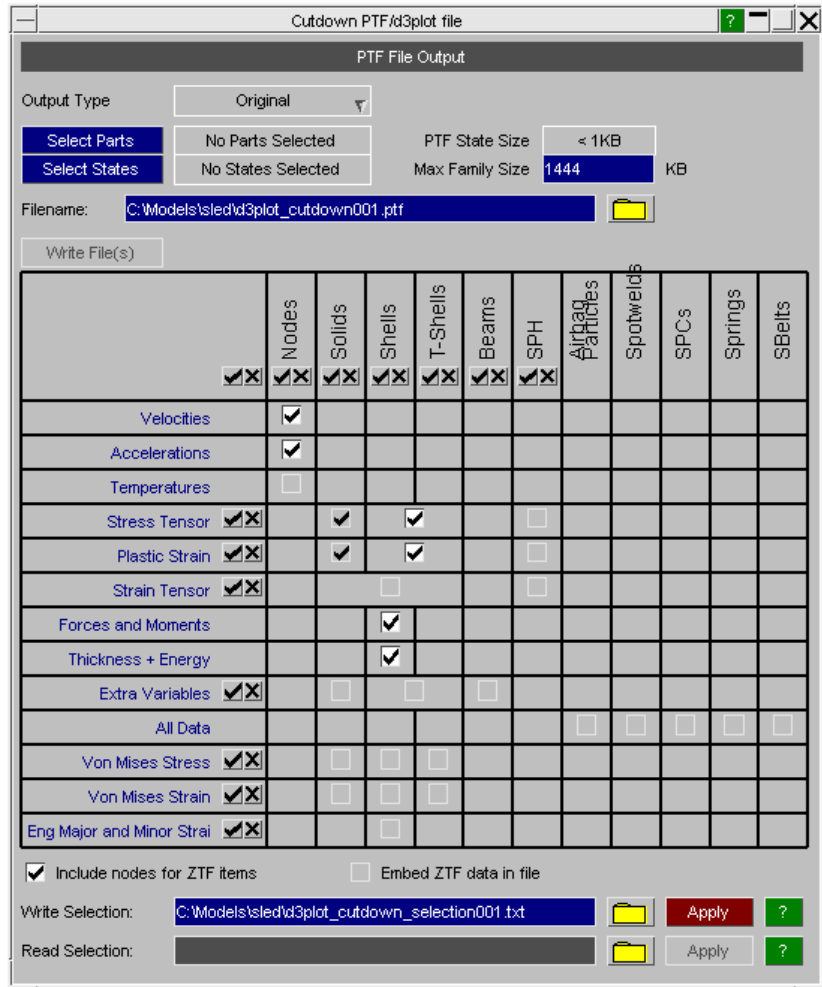 Cutdown PTF/d3plot file ?
PTF File Output
Output Type Original
Select Parts No Parts Selected PTF State Size < 1KB
Select States No States Selected Max Family Size 1444 KB
Filename: C:\Models\sled\d3plot_cutdown001.ptf
Write File(s)
Nodes
Solids
Shells
T-Shells
Beams
SPH
Airbag
Particles
Spotwelds
SPCs
Springs
SBelts
Velocities
Accelerations
Temperatures
Stress Tensor
Plastic Strain
Strain Tensor
Forces and Moments
Thickness + Energy
Extra Variables
All Data
Von Mises Stress
Von Mises Strain
Eng Major and Minor Strai
Include nodes for ZTF items Embed ZTF data in file
Write Selection: C:\Models\sled\d3plot_cutdown_selection001.txt Apply ?
Read Selection: Apply ?